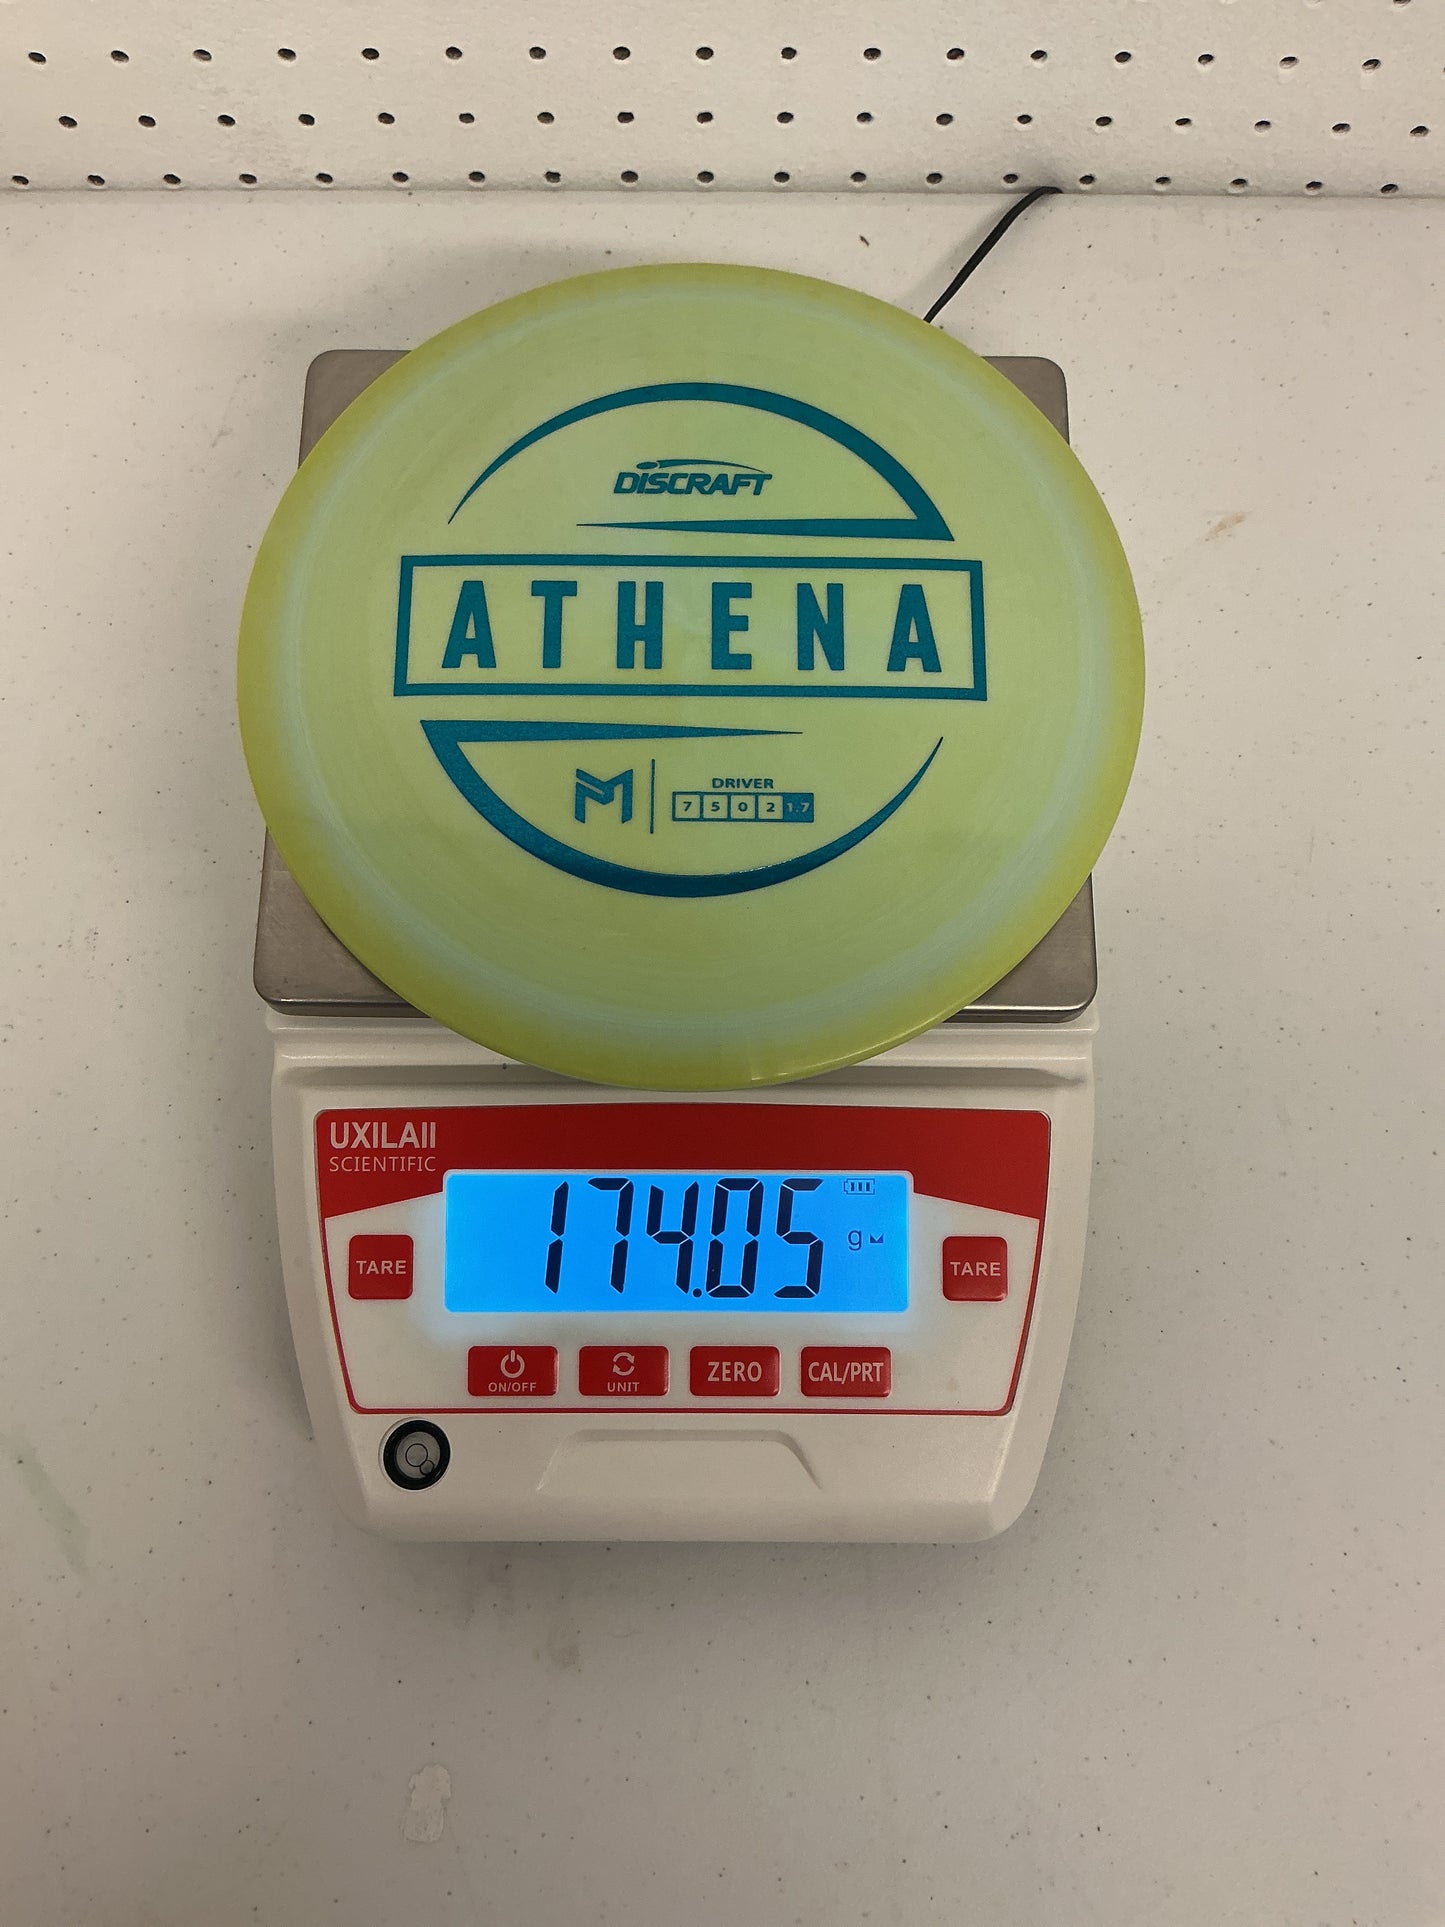 DISCRAFT
ATHENA
DRIVER
7 5 0 2 1.7
UXILAII
SCIENTIFIC
174.05 g
TARE
TARE
ON/OFF
UNIT
ZERO
CAL/PRT